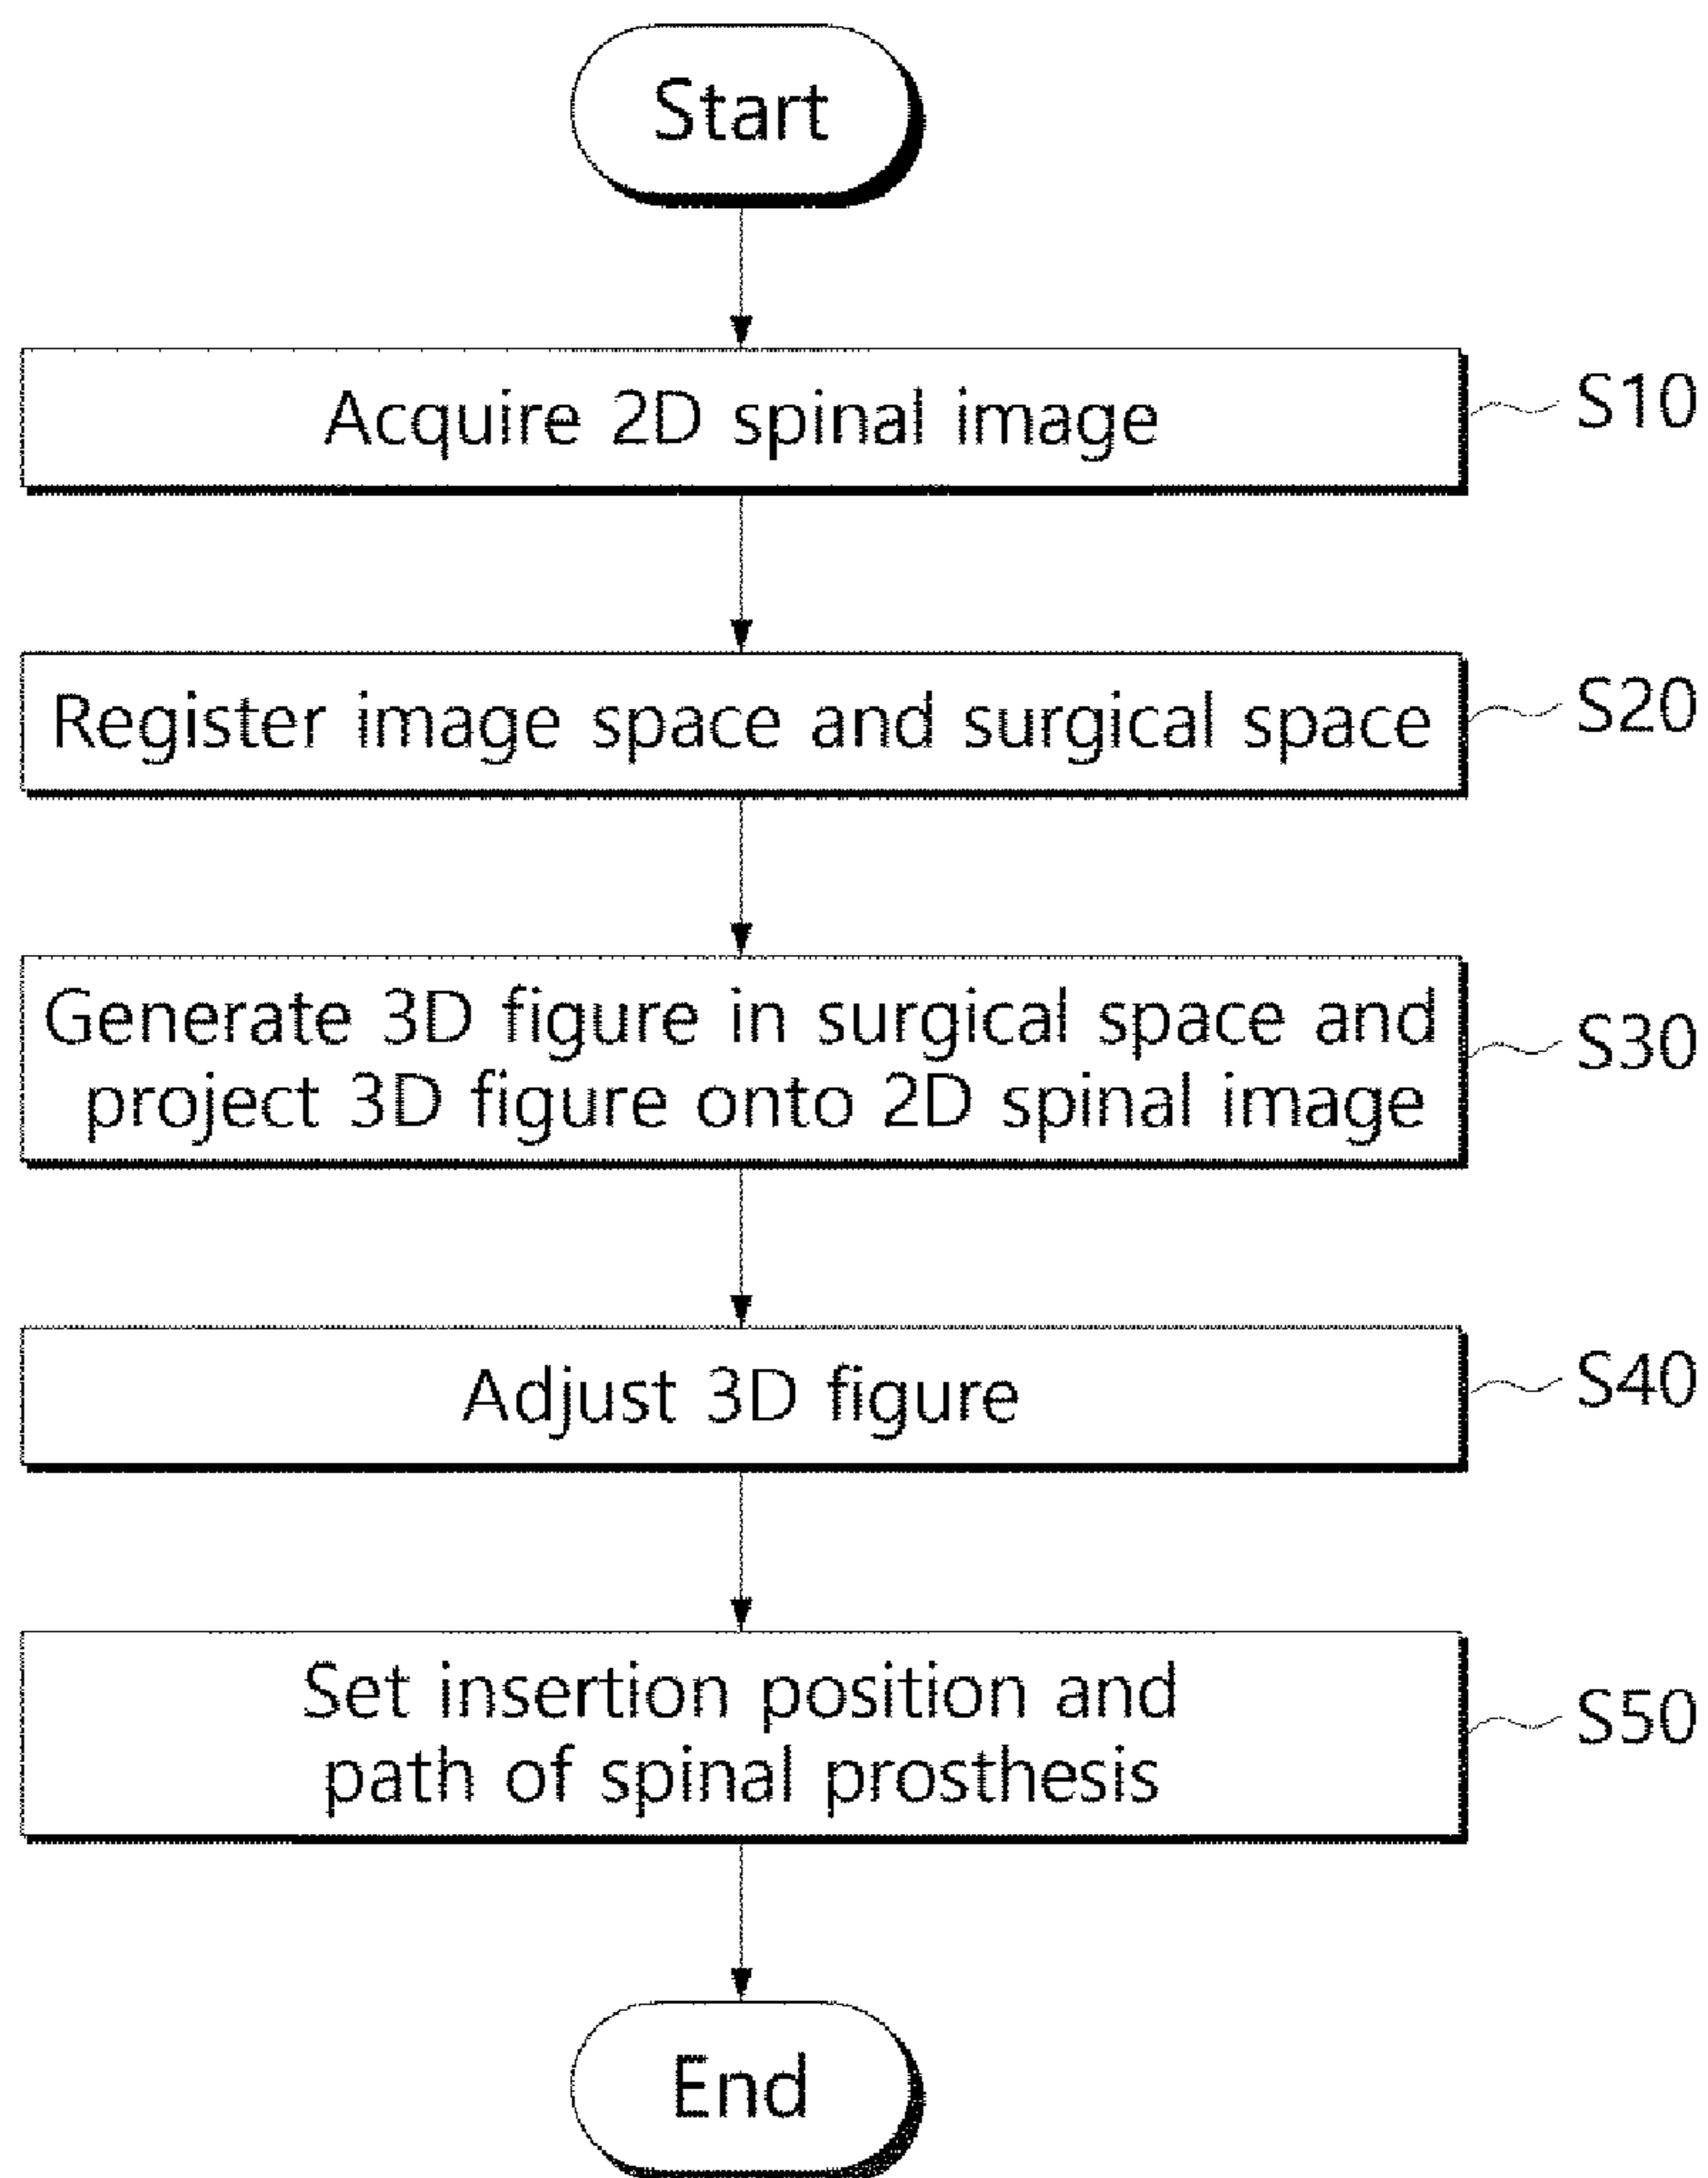 Start
Acquire 2D spinal image
S10
Register image space and surgical space
S20
Generate 3D figure in surgical space and
project 3D figure onto 2D spinal image
S30
Adjust 3D figure
S40
Set insertion position and
path of spinal prosthesis
S50
End